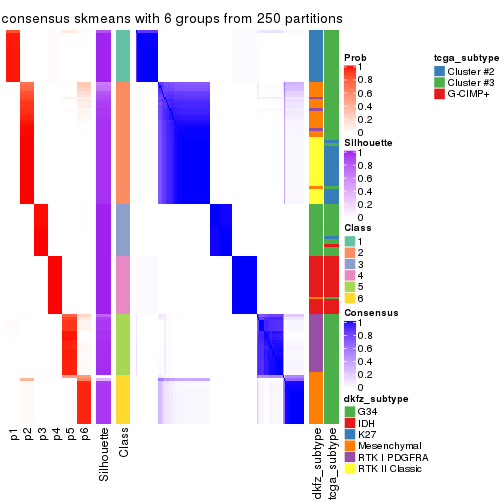 consensus skmeans with 6 groups from 250 partitions
Prob
1
0.8
0.6
0.4
0.2
0
tcga_subtype
Cluster #2
Cluster #3
G-CIMP+
Silhouette
1
0.8
0.6
0.4
0.2
0
Class
1
2
3
4
5
6
Consensus
1
0.8
0.6
0.4
0.2
0
dkfz_subtype
G34
IDH
K27
Mesenchymal
RTK I PDGFRA
RTK II Classic
p1
p2
p3
p4
p5
p6
Silhouette
Class
dkfz_subtype
tcga_subtype